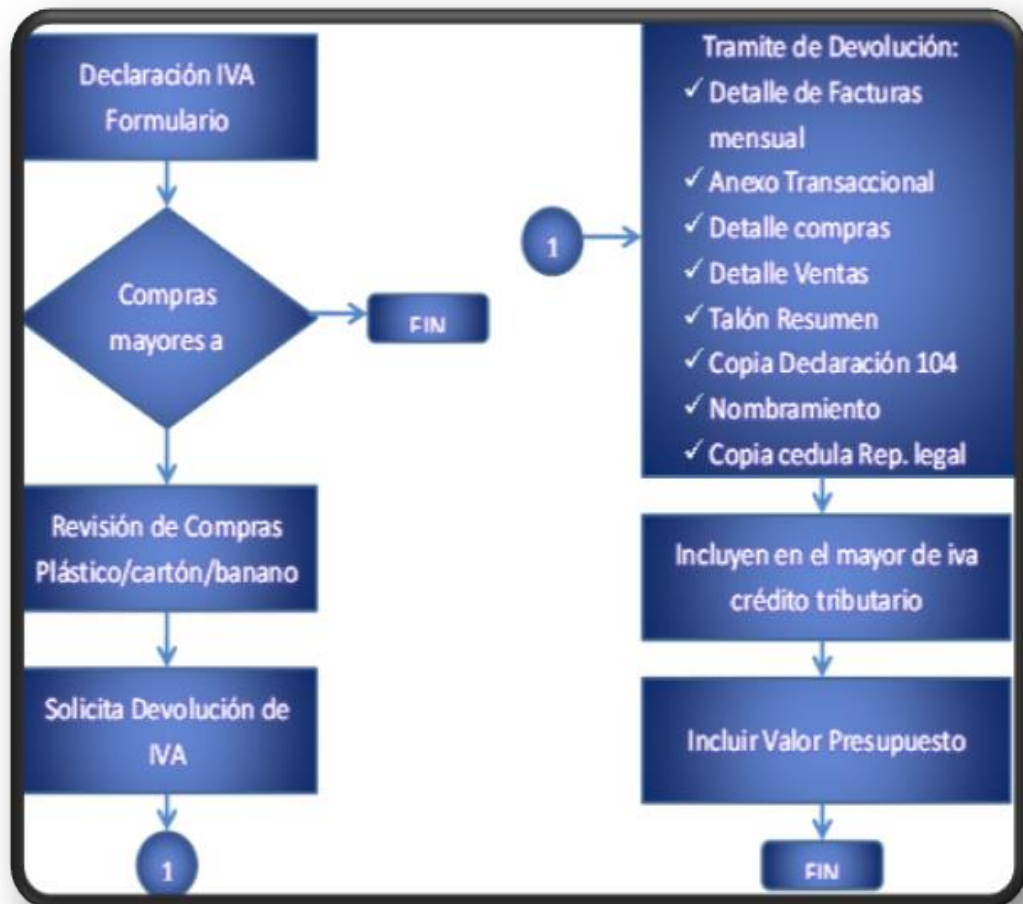 Declaración IVA
Formulario
Compras
mayores a
FIN
Revisión de Compras
Plástico/cartón/banano
Solicita Devolución de
IVA
1
1
Tramite de Devolución:
✓ Detalle de Facturas
mensual
✓ Anexo Transaccional
✓ Detalle compras
✓ Detalle Ventas
✓ Talón Resumen
✓ Copia Declaración 104
✓ Nombramiento
✓ Copia cedula Rep. legal
Incluyen en el mayor de iva
crédito tributario
Incluir Valor Presupuesto
FIN